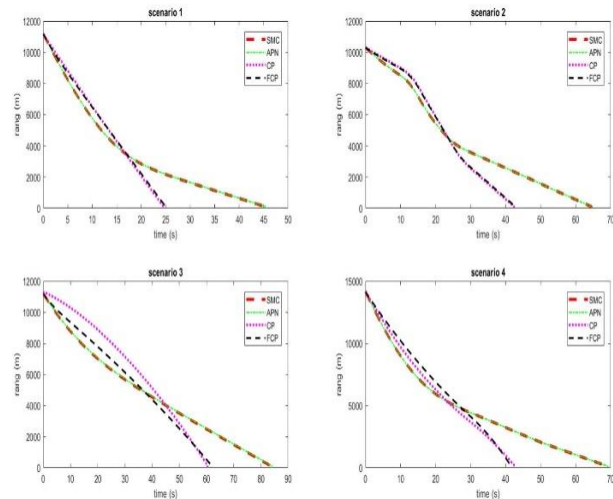 scenario 1
12000
10000
8000
6000
4000
2000
0
rang (m)
SMC
APN
CP
FCP
0 5 10 15 20 25 30 35 40 45 50
time (s)
scenario 2
12000
10000
8000
6000
4000
2000
0
rang (m)
SMC
APN
CP
FCP
0 10 20 30 40 50 60 70
time (s)
scenario 3
12000
10000
8000
6000
4000
2000
0
rang (m)
SMC
APN
CP
FCP
0 10 20 30 40 50 60 70 80 90
time (s)
scenario 4
15000
10000
5000
0
rang (m)
SMC
APN
CP
FCP
0 10 20 30 40 50 60 70
time (s)